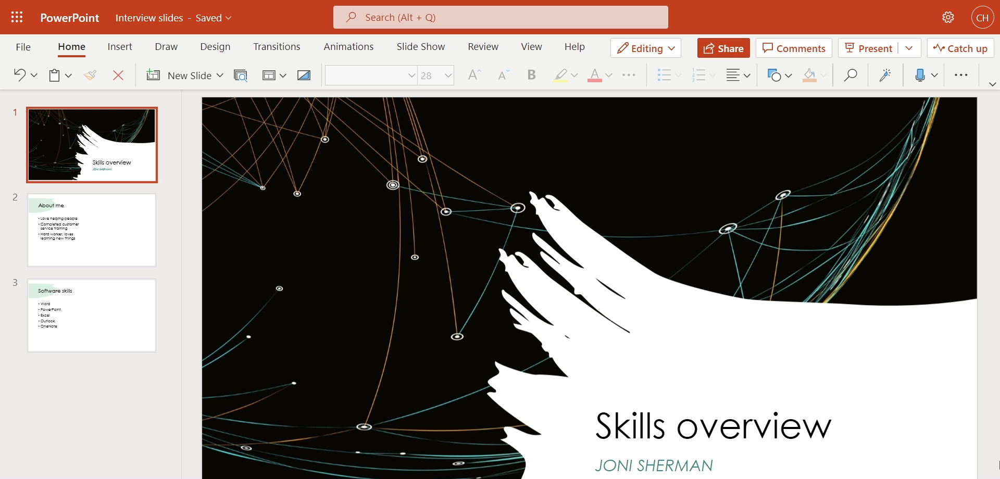 PowerPoint Interview slides - Saved
Search (Alt + Q)
CH
File Home Insert Draw Design Transitions Animations Slide Show Review View Help
Editing Share Comments Present Catch up
New Slide 28 A A B A
1
Skills overview
JONI SHERMAN
2
About me
• Love helping people
• Completed customer
service training
• Hard worker, loves
learning new things
3
Software skills
• Word
• PowerPoint
• Excel
• Outlook
• OneNote
Skills overview
JONI SHERMAN